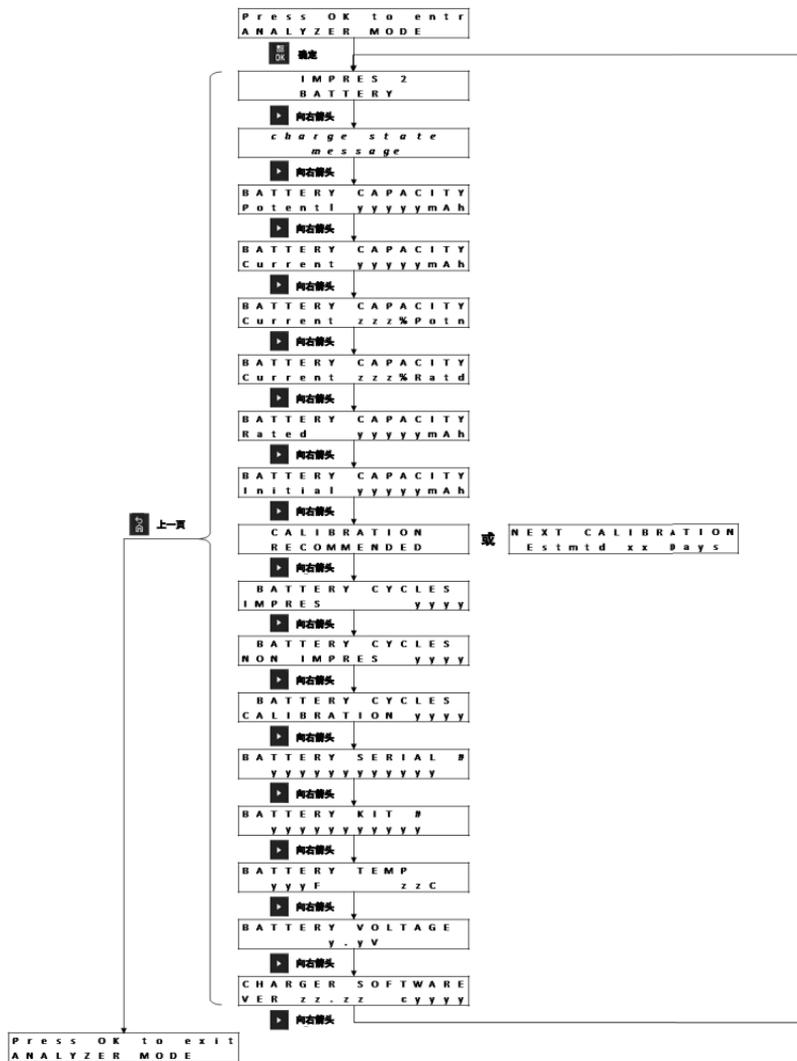 Press OK to entr
ANALYZER MODE
OK 确定
IMPRES 2
BATTERY
向右箭头
charge state
message
向右箭头
BATTERY CAPACITY
Potentl yyyyymAh
向右箭头
BATTERY CAPACITY
Current yyyyymAh
向右箭头
BATTERY CAPACITY
Current zzz%Potn
向右箭头
BATTERY CAPACITY
Current zzz%Ratd
向右箭头
BATTERY CAPACITY
Rated yyyyymAh
向右箭头
BATTERY CAPACITY
Initial yyyyymAh
向右箭头
上一页
CALIBRATION
RECOMMENDED
或
NEXT CALIBRATION
Estmtd xx Days
向右箭头
BATTERY CYCLES
IMPRES yyyy
向右箭头
BATTERY CYCLES
NON IMPRES yyyy
向右箭头
BATTERY CYCLES
CALIBRATION yyyy
向右箭头
BATTERY SERIAL #
yyyyyyyyyyyy
向右箭头
BATTERY KIT #
yyyyyyyyyyy
向右箭头
BATTERY TEMP
yyyF zzC
向右箭头
BATTERY VOLTAGE
y.yV
向右箭头
CHARGER SOFTWARE
VER zz.zz cyyyy
向右箭头
Press OK to exit
ANALYZER MODE